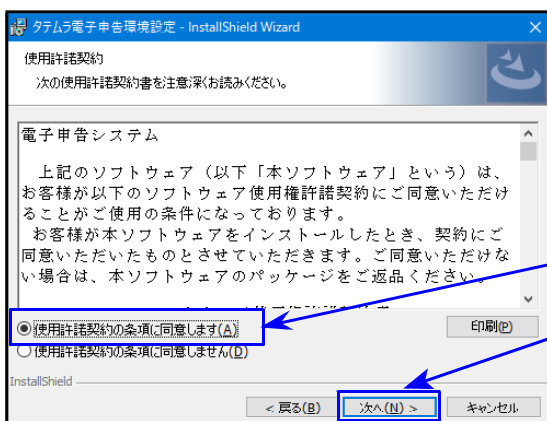 タテムラ電子申告環境設定 - InstallShield Wizard
使用許諾契約
次の使用許諾契約書を注意深くお読みください。
電子申告システム
上記のソフトウェア（以下「本ソフトウェア」という）は、
お客様が以下のソフトウェア使用権許諾契約にご同意いただけ
ることがご使用の条件になっております。
お客様が本ソフトウェアをインストールしたとき、契約にご
同意いただいたものとさせていただきます。ご同意いただけな
い場合は、本ソフトウェアのパッケージをご返品ください。
使用許諾契約の条項に同意します(A)
印刷(P)
使用許諾契約の条項に同意しません(D)
InstallShield
< 戻る(B)
次へ(N) >
キャンセル